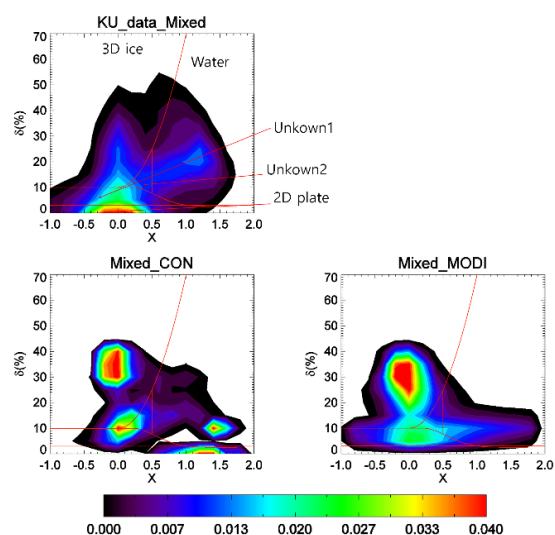 KU_data_Mixed
70
60
50
40
30
20
10
0
δ(%)
3D ice
Water
Unkown1
Unkown2
2D plate
-1.0 -0.5 0.0 0.5 1.0 1.5 2.0
X
Mixed_CON
70
60
50
40
30
20
10
0
δ(%)
-1.0 -0.5 0.0 0.5 1.0 1.5 2.0
X
Mixed_MODI
70
60
50
40
30
20
10
0
δ(%)
-1.0 -0.5 0.0 0.5 1.0 1.5 2.0
X
0.000 0.007 0.013 0.020 0.027 0.033 0.040